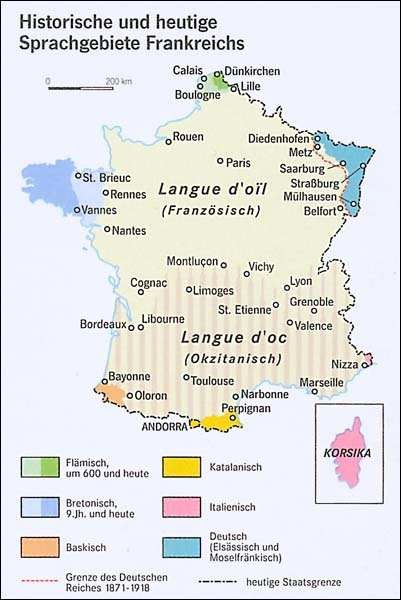 Historische und heutige
Sprachgebiete Frankreichs
0 200 km
Calais
Dünkirchen
Boulogne
Lille
Rouen
Diedenhofen
Metz
Paris
Saarburg
St. Brieuc
Straßburg
Rennes
Langue d'oïl
(Französisch)
Mülhausen
Vannes
Belfort
Nantes
Montluçon
Vichy
Cognac
Limoges
Lyon
St. Etienne
Grenoble
Bordeaux
Libourne
Valence
Langue d'oc
(Okzitanisch)
Nizza
Bayonne
Toulouse
Marseille
Oloron
Narbonne
Perpignan
ANDORRA
KORSIKA
Flämisch,
um 600 und heute
Katalanisch
Bretonisch,
9.Jh. und heute
Italienisch
Baskisch
Deutsch
(Elsässisch und
Moselfränkisch)
Grenze des Deutschen
Reiches 1871-1918
heutige Staatsgrenze